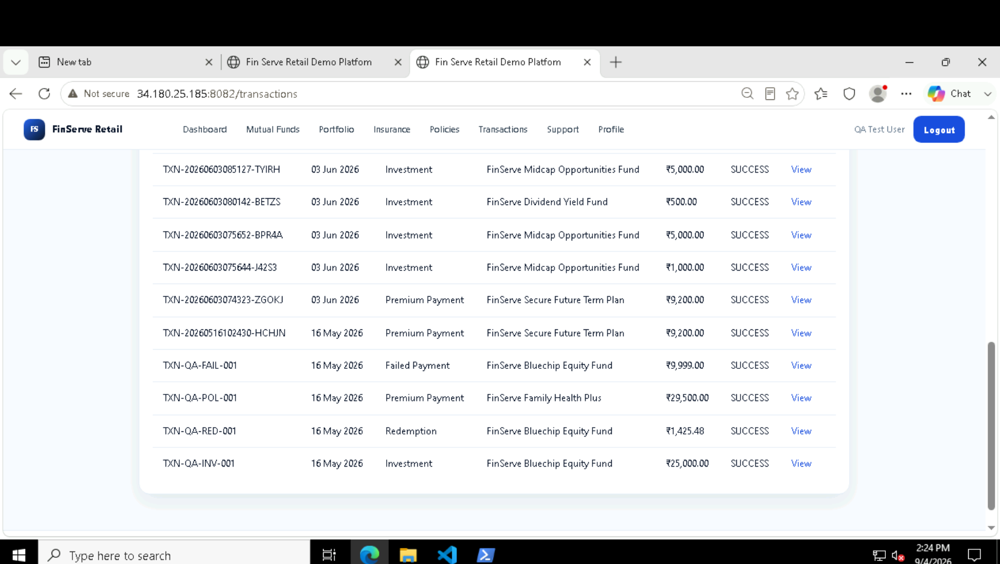 New tab
Fin Serve Retail Demo Platfom
Fin Serve Retail Demo Platfom
Not secure 34.180.25.185:8082/transactions
Chat
FS FinServe Retail Dashboard Mutual Funds Portfolio Insurance Policies Transactions Support Profile QA Test User Logout
TXN-20260603085127-TYIRH 03 Jun 2026 Investment FinServe Midcap Opportunities Fund ₹5,000.00 SUCCESS View
TXN-20260603080142-BETZS 03 Jun 2026 Investment FinServe Dividend Yield Fund ₹500.00 SUCCESS View
TXN-20260603075652-BPR4A 03 Jun 2026 Investment FinServe Midcap Opportunities Fund ₹5,000.00 SUCCESS View
TXN-20260603075644-J42S3 03 Jun 2026 Investment FinServe Midcap Opportunities Fund ₹1,000.00 SUCCESS View
TXN-20260603074323-ZGOKJ 03 Jun 2026 Premium Payment FinServe Secure Future Term Plan ₹9,200.00 SUCCESS View
TXN-20260516102430-HCHJN 16 May 2026 Premium Payment FinServe Secure Future Term Plan ₹9,200.00 SUCCESS View
TXN-QA-FAIL-001 16 May 2026 Failed Payment FinServe Bluechip Equity Fund ₹9,999.00 SUCCESS View
TXN-QA-POL-001 16 May 2026 Premium Payment FinServe Family Health Plus ₹29,500.00 SUCCESS View
TXN-QA-RED-001 16 May 2026 Redemption FinServe Bluechip Equity Fund ₹1,425.48 SUCCESS View
TXN-QA-INV-001 16 May 2026 Investment FinServe Bluechip Equity Fund ₹25,000.00 SUCCESS View
Type here to search
2:24 PM
9/4/2026